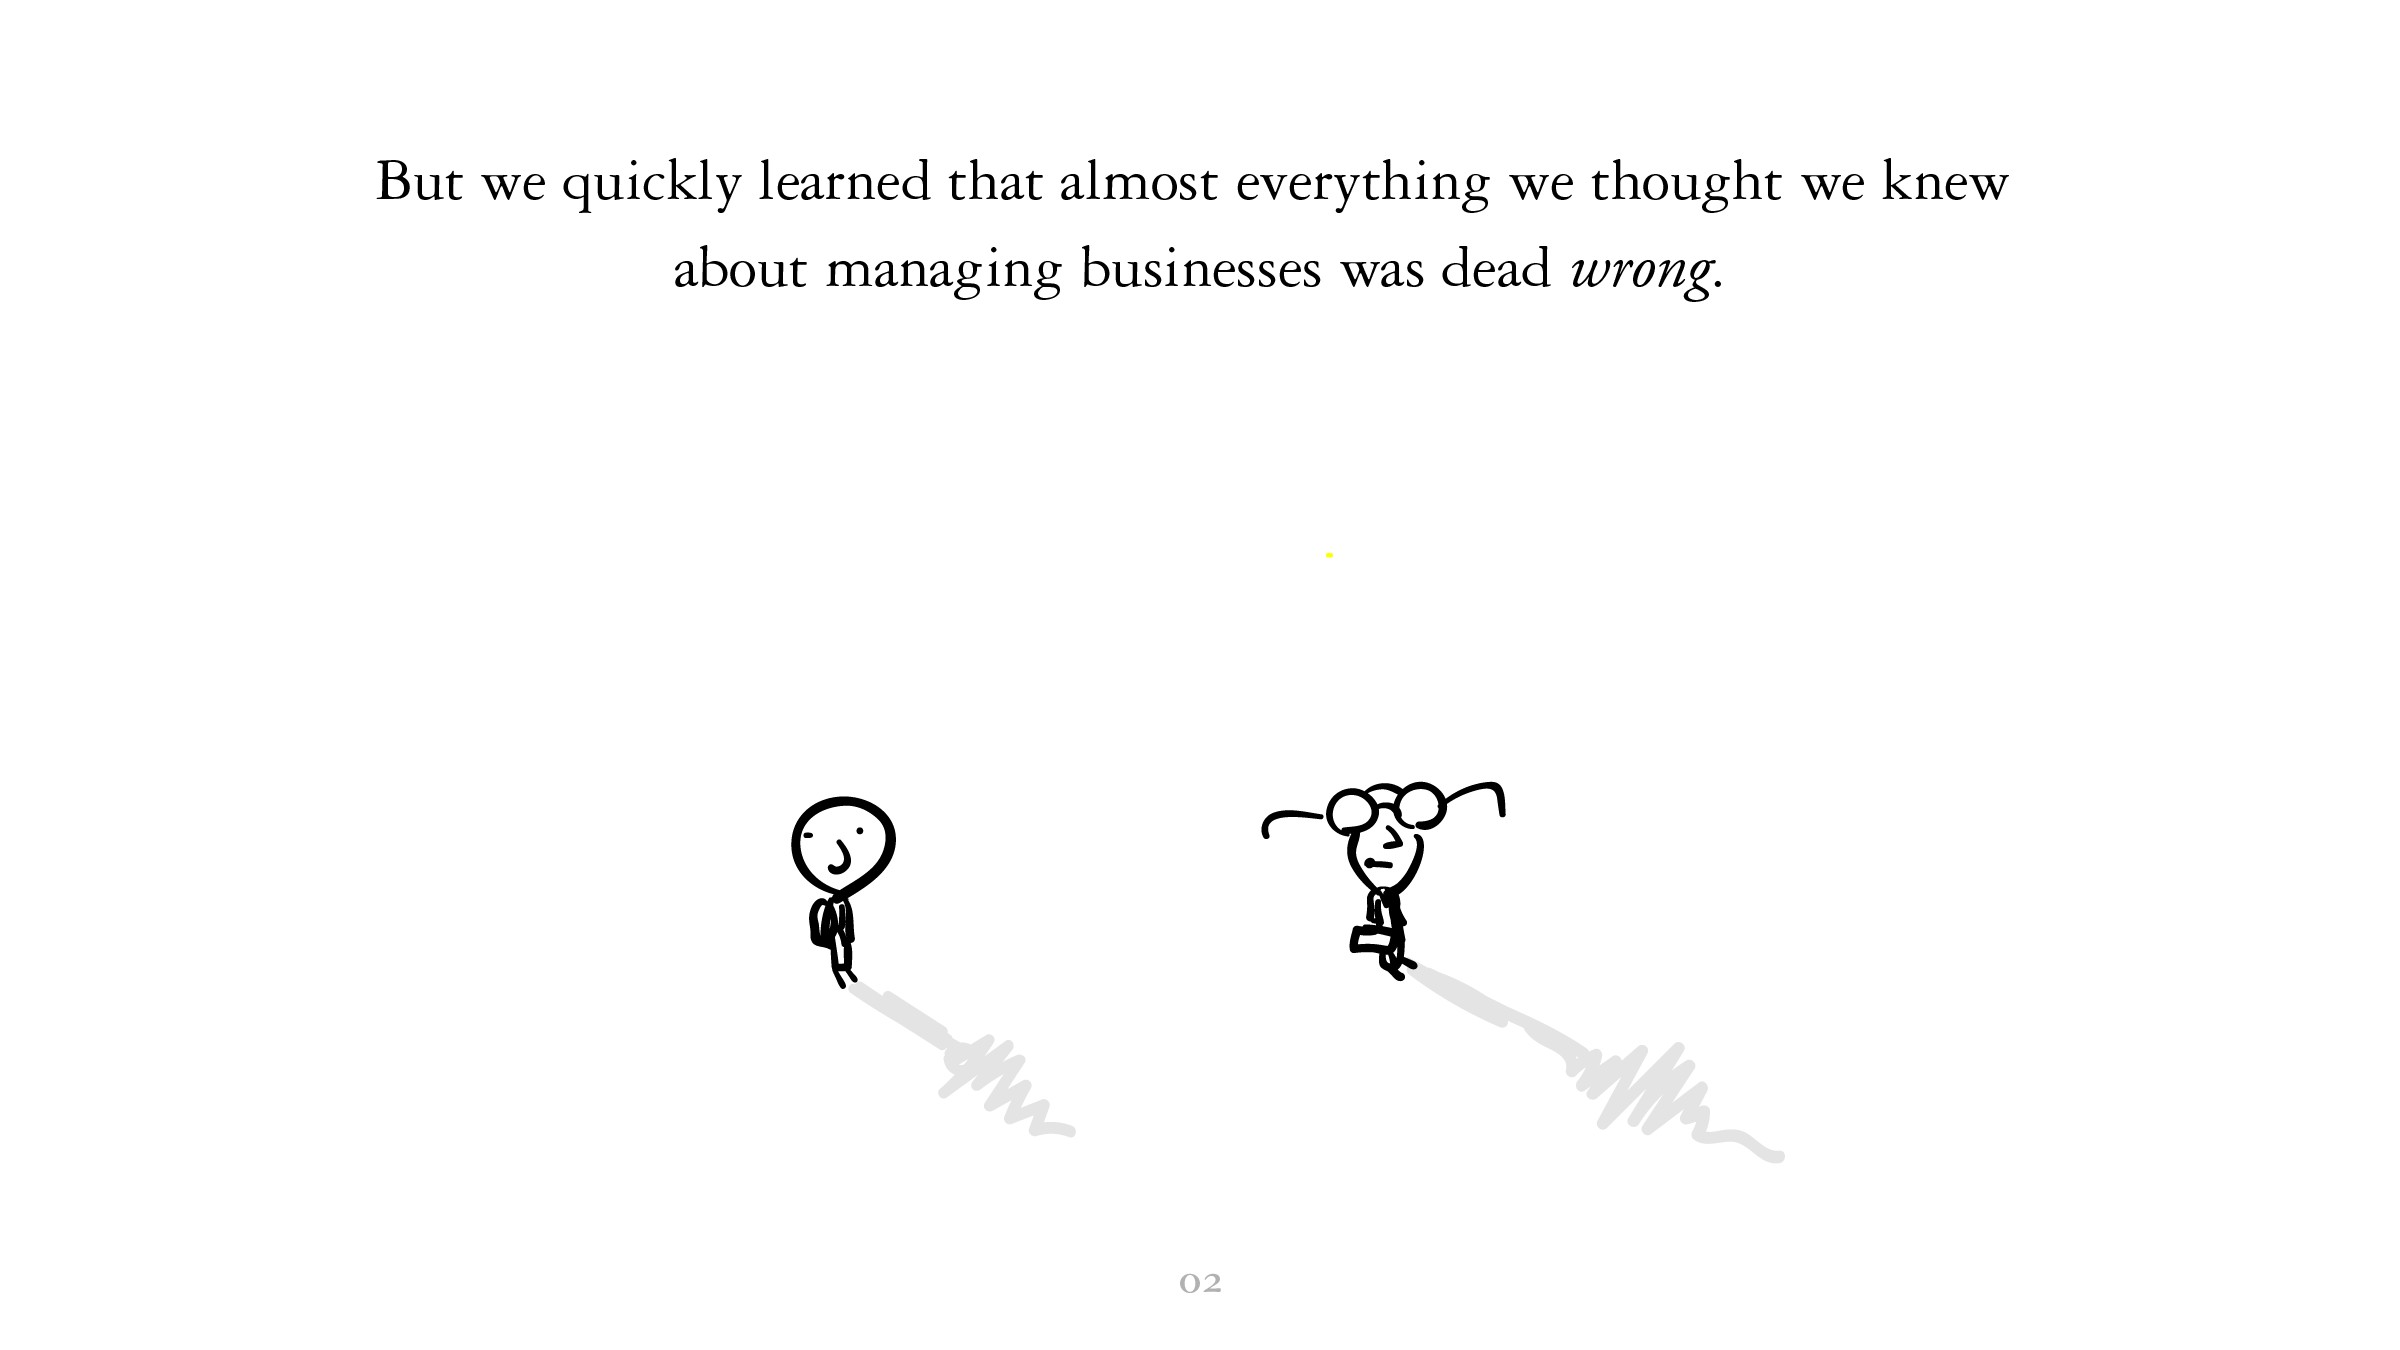 But we quickly learned that almost everything we thought we knew
about managing businesses was dead wrong.
02